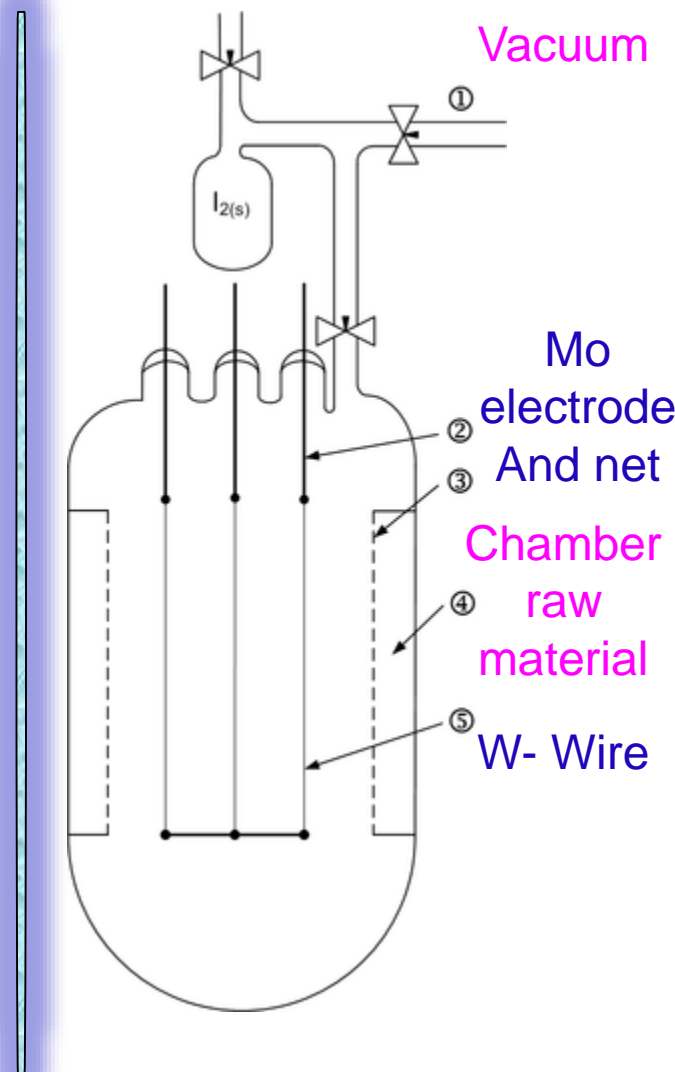 Vacuum
①
I2(s)
Mo
electrode
②
And net
③
Chamber
raw
④
material
⑤
W- Wire